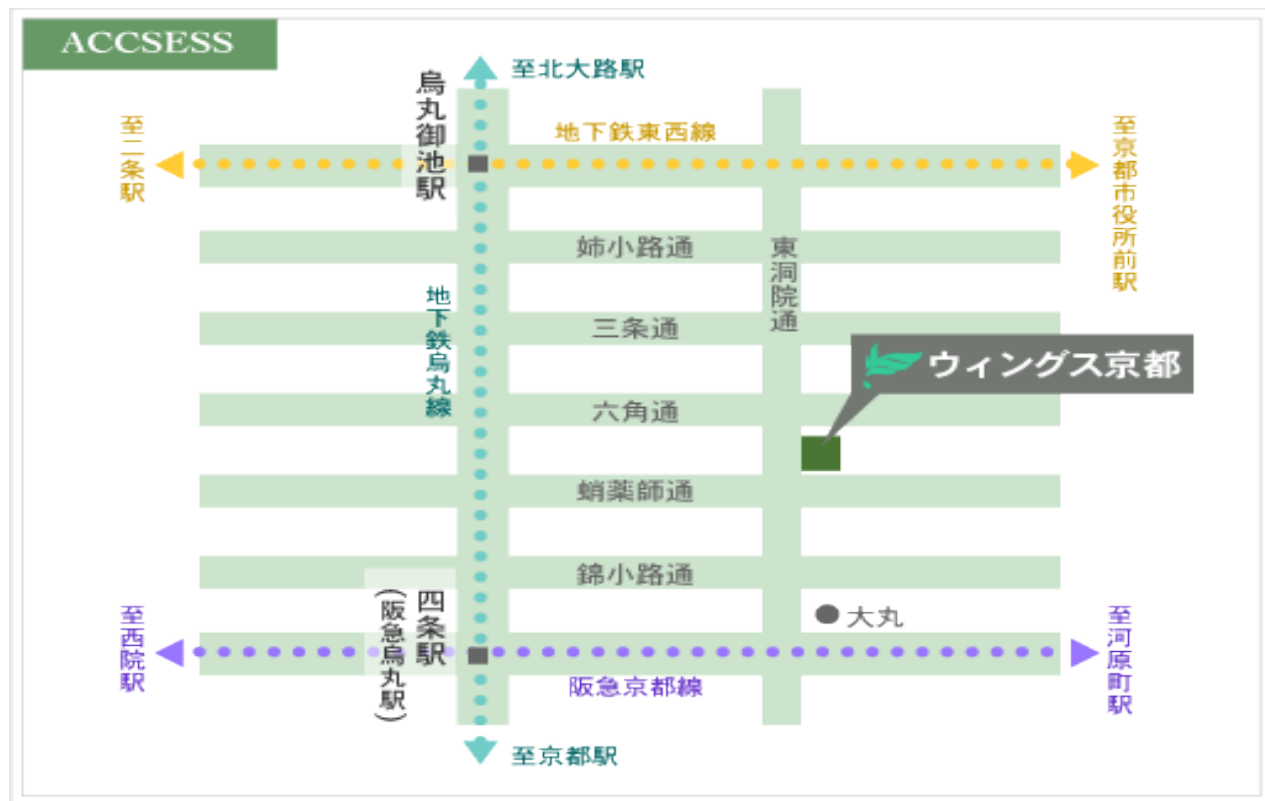 ACCSESS
至北大路駅
烏丸御池駅
地下鉄東西線
至二条駅
至京都市役所前駅
姉小路通
東洞院通
地下鉄烏丸線
三条通
ウィングス京都
六角通
蛸薬師通
錦小路通
四条駅
(阪急烏丸駅)
大丸
至西院駅
至河原町駅
阪急京都線
至京都駅